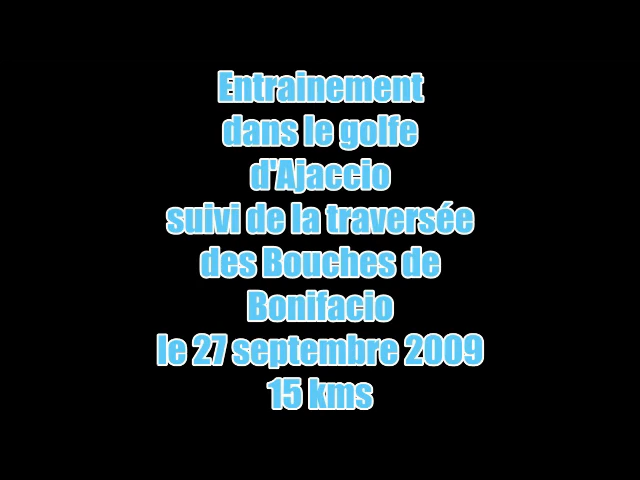 Entrainement
dans le golfe
d'Ajaccio
suivi de la traversée
des Bouches de
Bonifacio
le 27 septembre 2009
15 kms